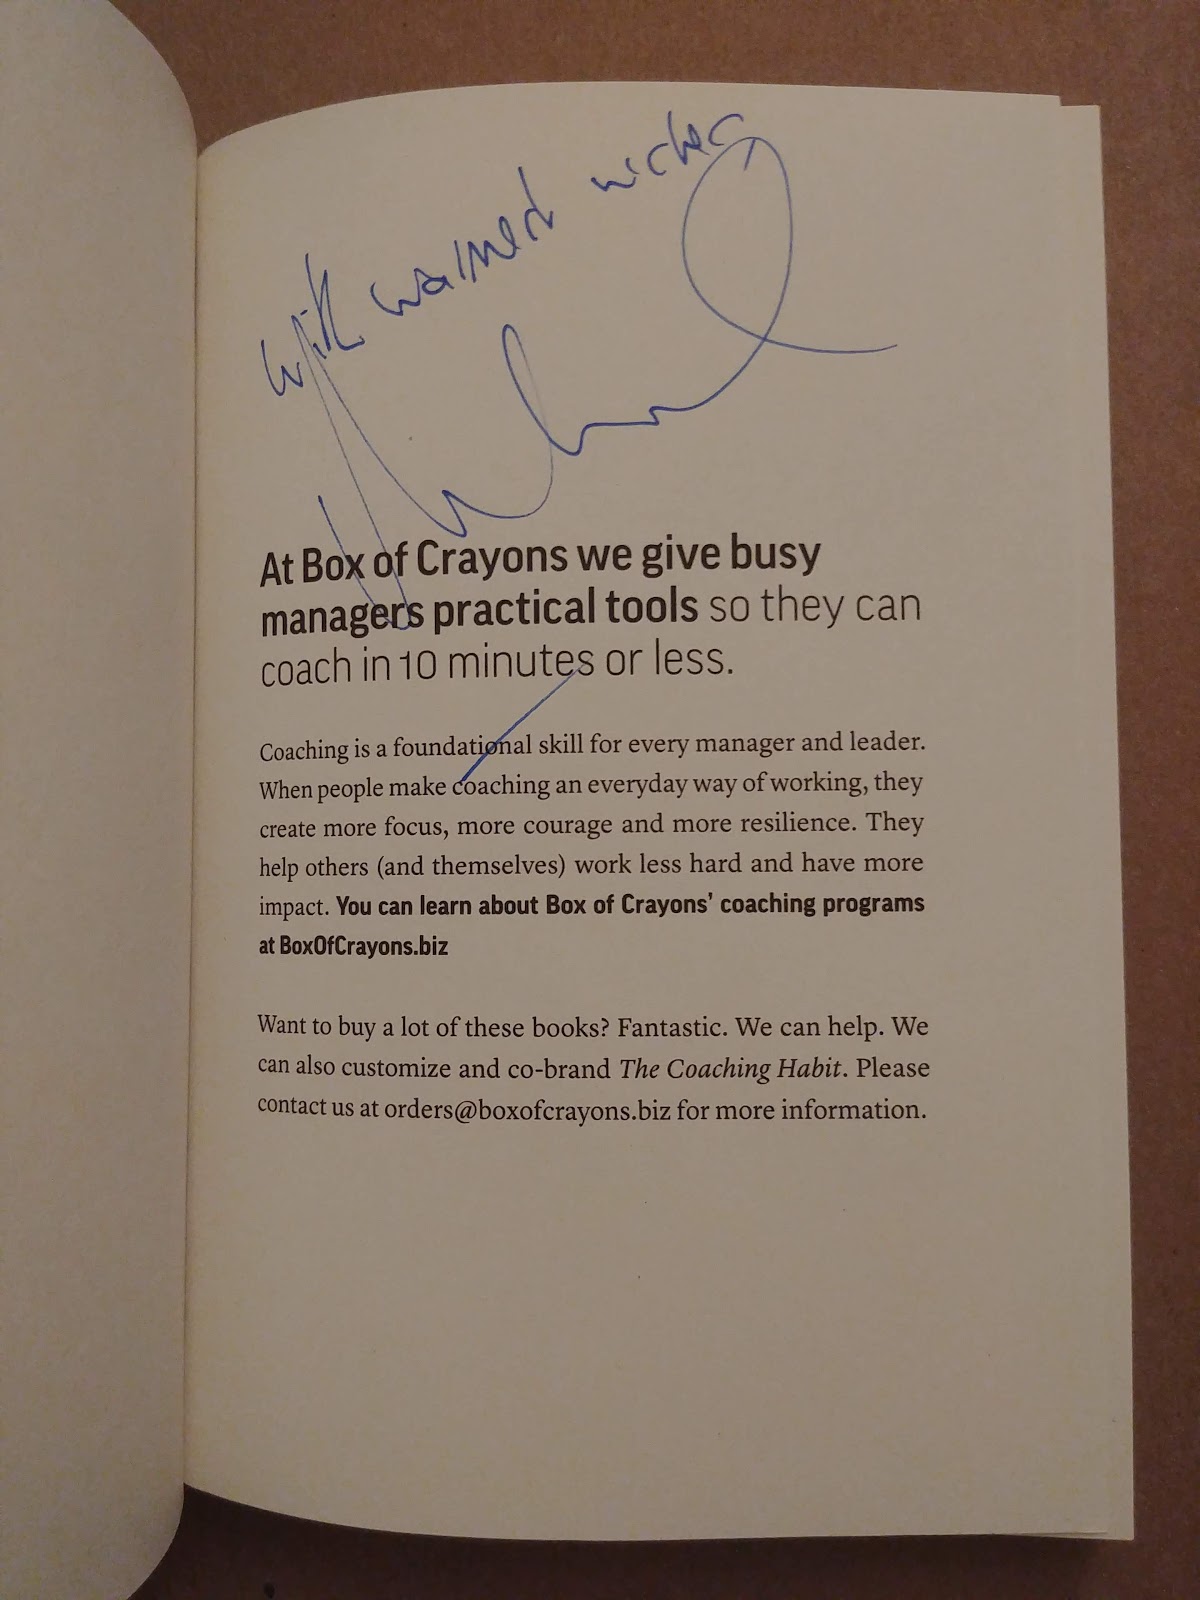 with warmest wishes
At Box of Crayons we give busy
managers practical tools so they can
coach in 10 minutes or less.
Coaching is a foundational skill for every manager and leader.
When people make coaching an everyday way of working, they
create more focus, more courage and more resilience. They
help others (and themselves) work less hard and have more
impact. You can learn about Box of Crayons’ coaching programs
at BoxOfCrayons.biz
Want to buy a lot of these books? Fantastic. We can help. We
can also customize and co-brand The Coaching Habit. Please
contact us at orders@boxofcrayons.biz for more information.